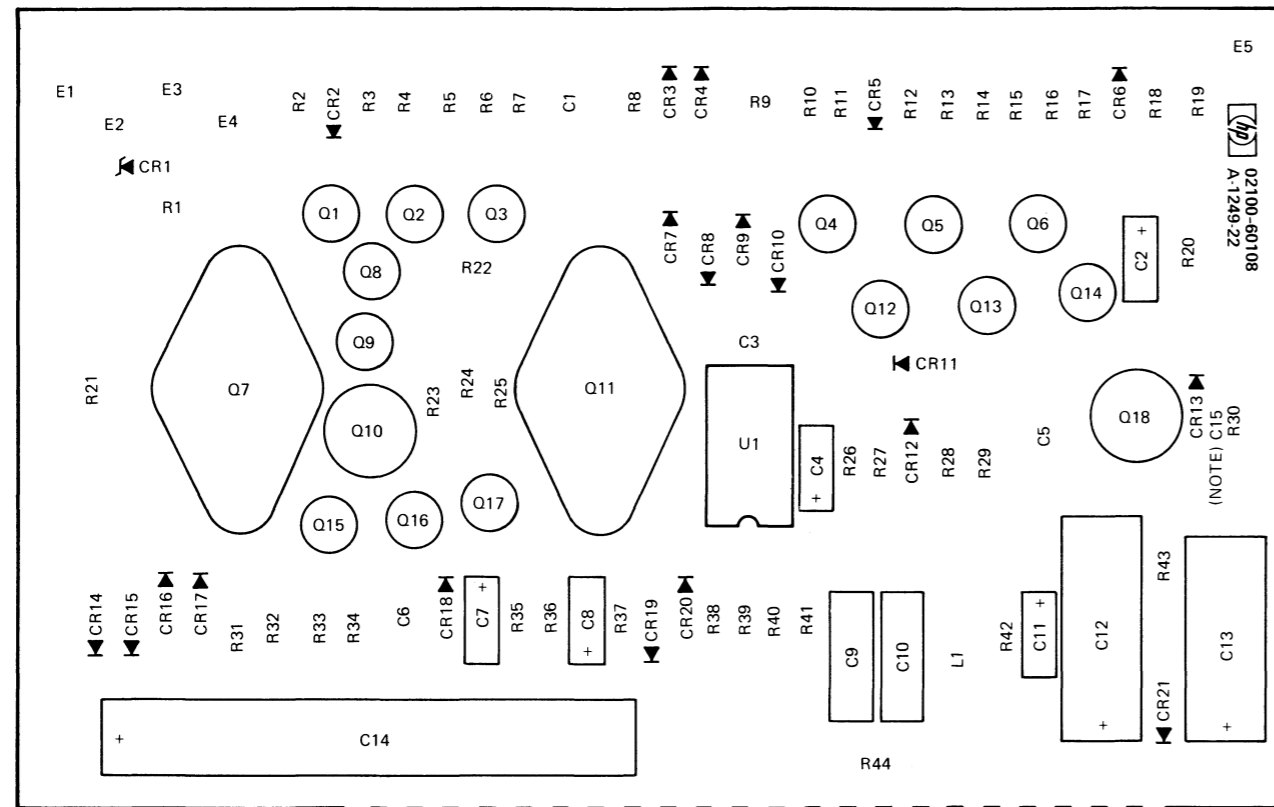 E5
E1
E3
E2
E4
R2
CR2
R3
R4
R5
R6
R7
C1
R8
CR3
CR4
R9
R10
R11
CR5
R12
R13
R14
R15
R16
R17
CR6
R18
R19
hp
02100-60108
A-1249-22
CR1
R1
Q1
Q2
Q3
CR7
CR8
CR9
CR10
Q4
Q5
Q6
+
C2
R20
Q8
R22
Q12
Q13
Q14
Q9
C3
CR11
R21
Q7
Q10
R23
R24
R25
Q11
U1
+
C4
R26
R27
CR12
R28
R29
C5
Q18
CR13
(NOTE) C15
R30
Q15
Q16
Q17
CR14
CR15
CR16
CR17
R31
R32
R33
R34
C6
CR18
+
C7
R35
R36
+
C8
R37
CR19
CR20
R38
R39
R40
R41
C9
C10
L1
R42
+
C11
+
C12
R43
CR21
+
C13
+
C14
R44